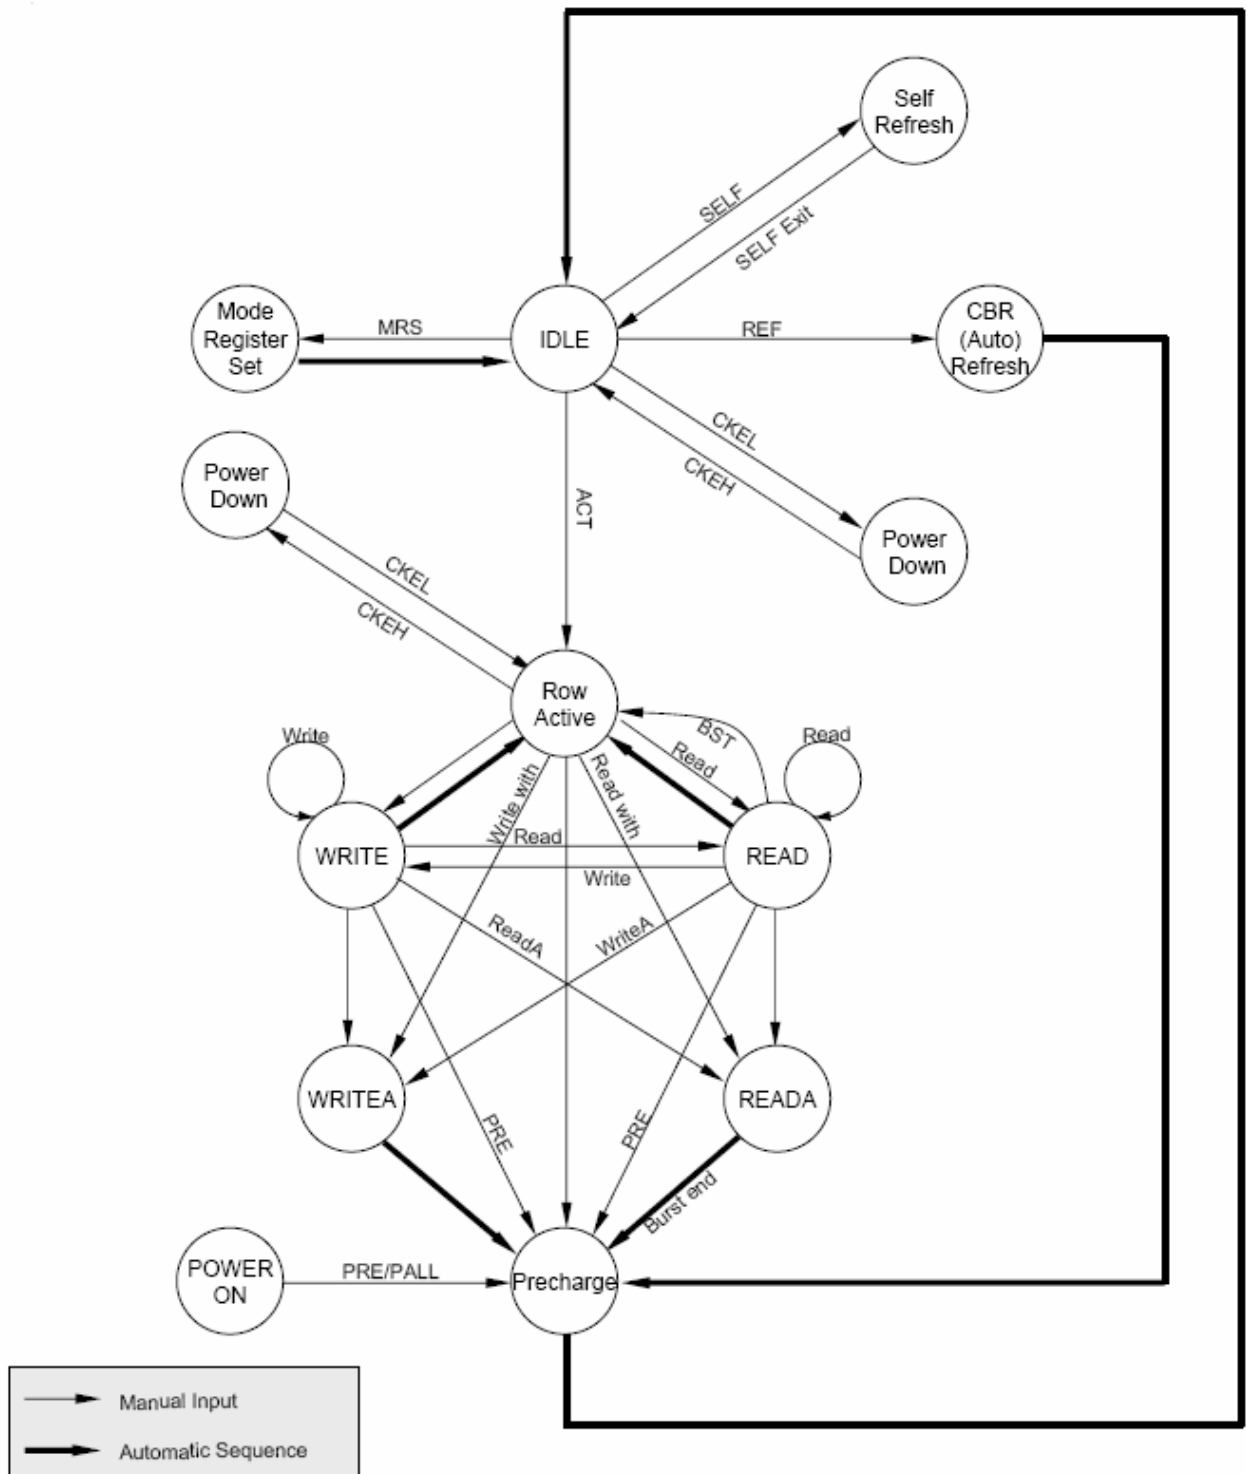 Self
Refresh
SELF
SELF Exit
Mode
Register
Set
MRS
IDLE
REF
CBR
(Auto)
Refresh
CKEL
CKEH
Power
Down
ACT
Power
Down
CKEL
CKEH
Row
Active
BST
Read
Write
Read
Write with
Read with
WRITE
Read
READ
Write
ReadA
WriteA
WRITEA
READA
PRE
PRE
Burst end
POWER
ON
PRE/PALL
Precharge
Manual Input
Automatic Sequence